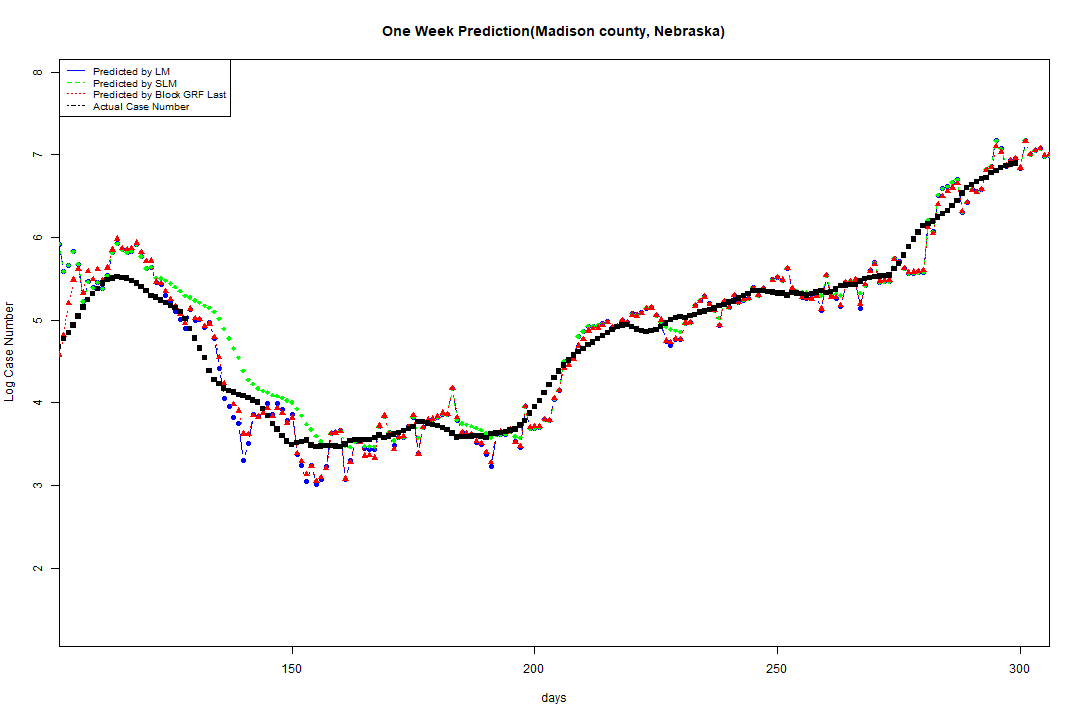 One Week Prediction(Madison county, Nebraska)
Predicted by LM
Predicted by SLM
Predicted by Block GRF Last
Actual Case Number
Log Case Number
8
7
6
5
4
3
2
150
200
250
300
days